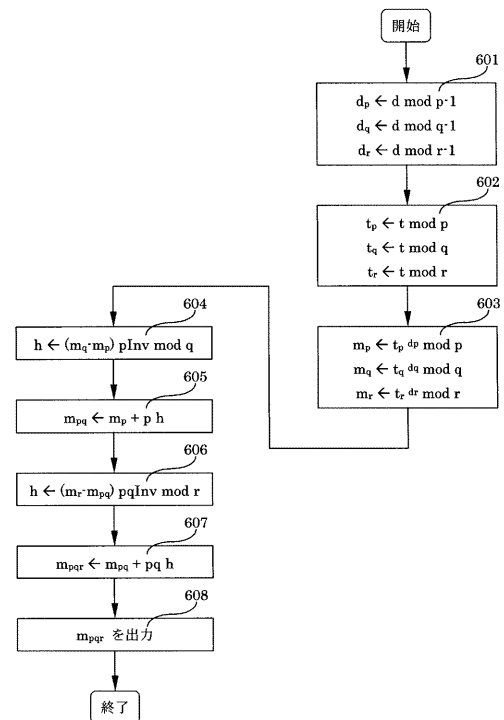 開始
601
dp ← d mod p-1
dq ← d mod q-1
dr ← d mod r-1
602
tp ← t mod p
tq ← t mod q
tr ← t mod r
603
mp ← tp dp mod p
mq ← tq dq mod q
mr ← tr dr mod r
604
h ← (mq-mp) pInv mod q
605
mpq ← mp + p h
606
h ← (mr-mpq) pqInv mod r
607
mpqr ← mpq + pq h
608
mpqr を出力
終了